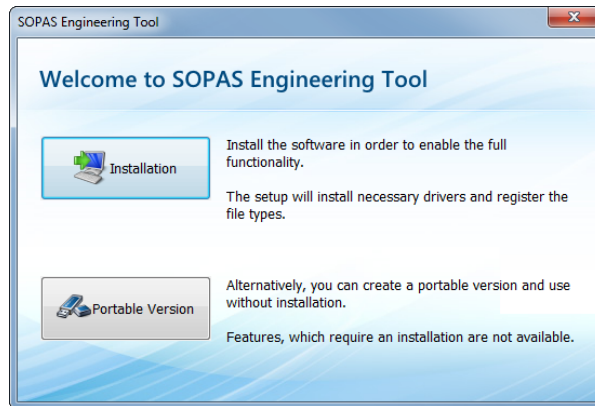 SOPAS Engineering Tool
Welcome to SOPAS Engineering Tool
Installation
Install the software in order to enable the full
functionality.
The setup will install necessary drivers and register the
file types.
Portable Version
Alternatively, you can create a portable version and use
without installation.
Features, which require an installation are not available.